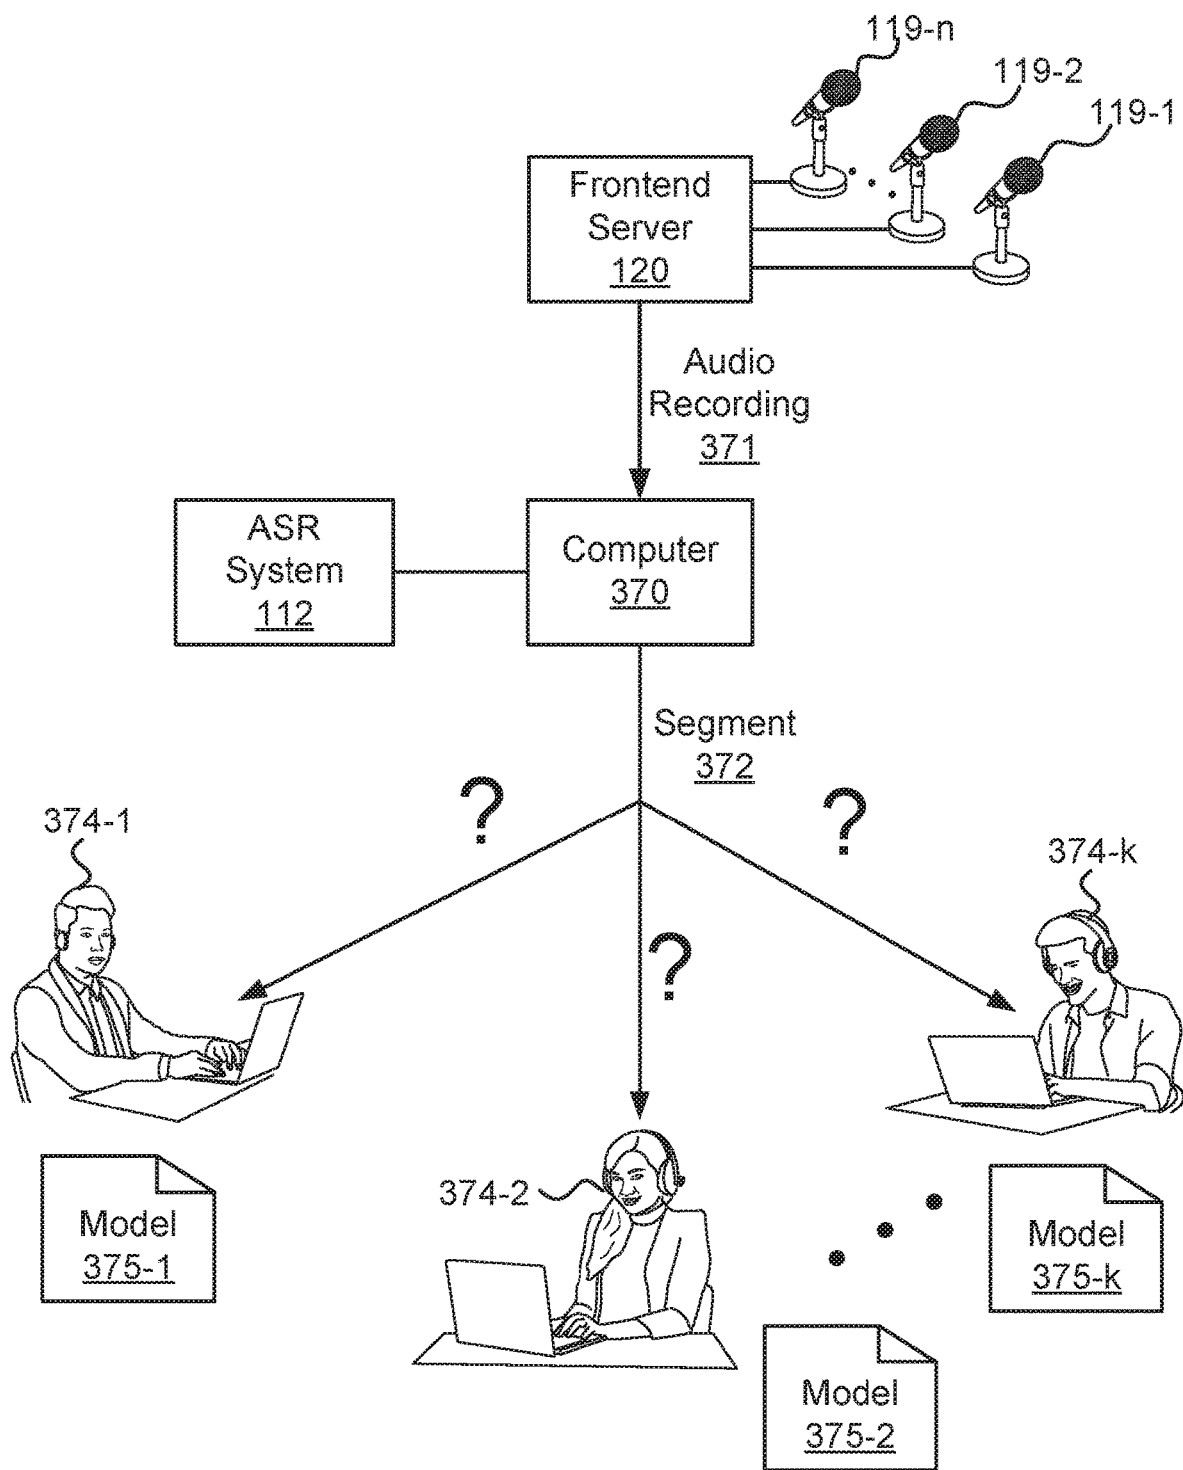 119-n
119-2
119-1
Frontend
Server
120
Audio
Recording
371
ASR
System
112
Computer
370
Segment
372
?
?
?
374-1
374-k
374-2
Model
375-1
Model
375-k
Model
375-2